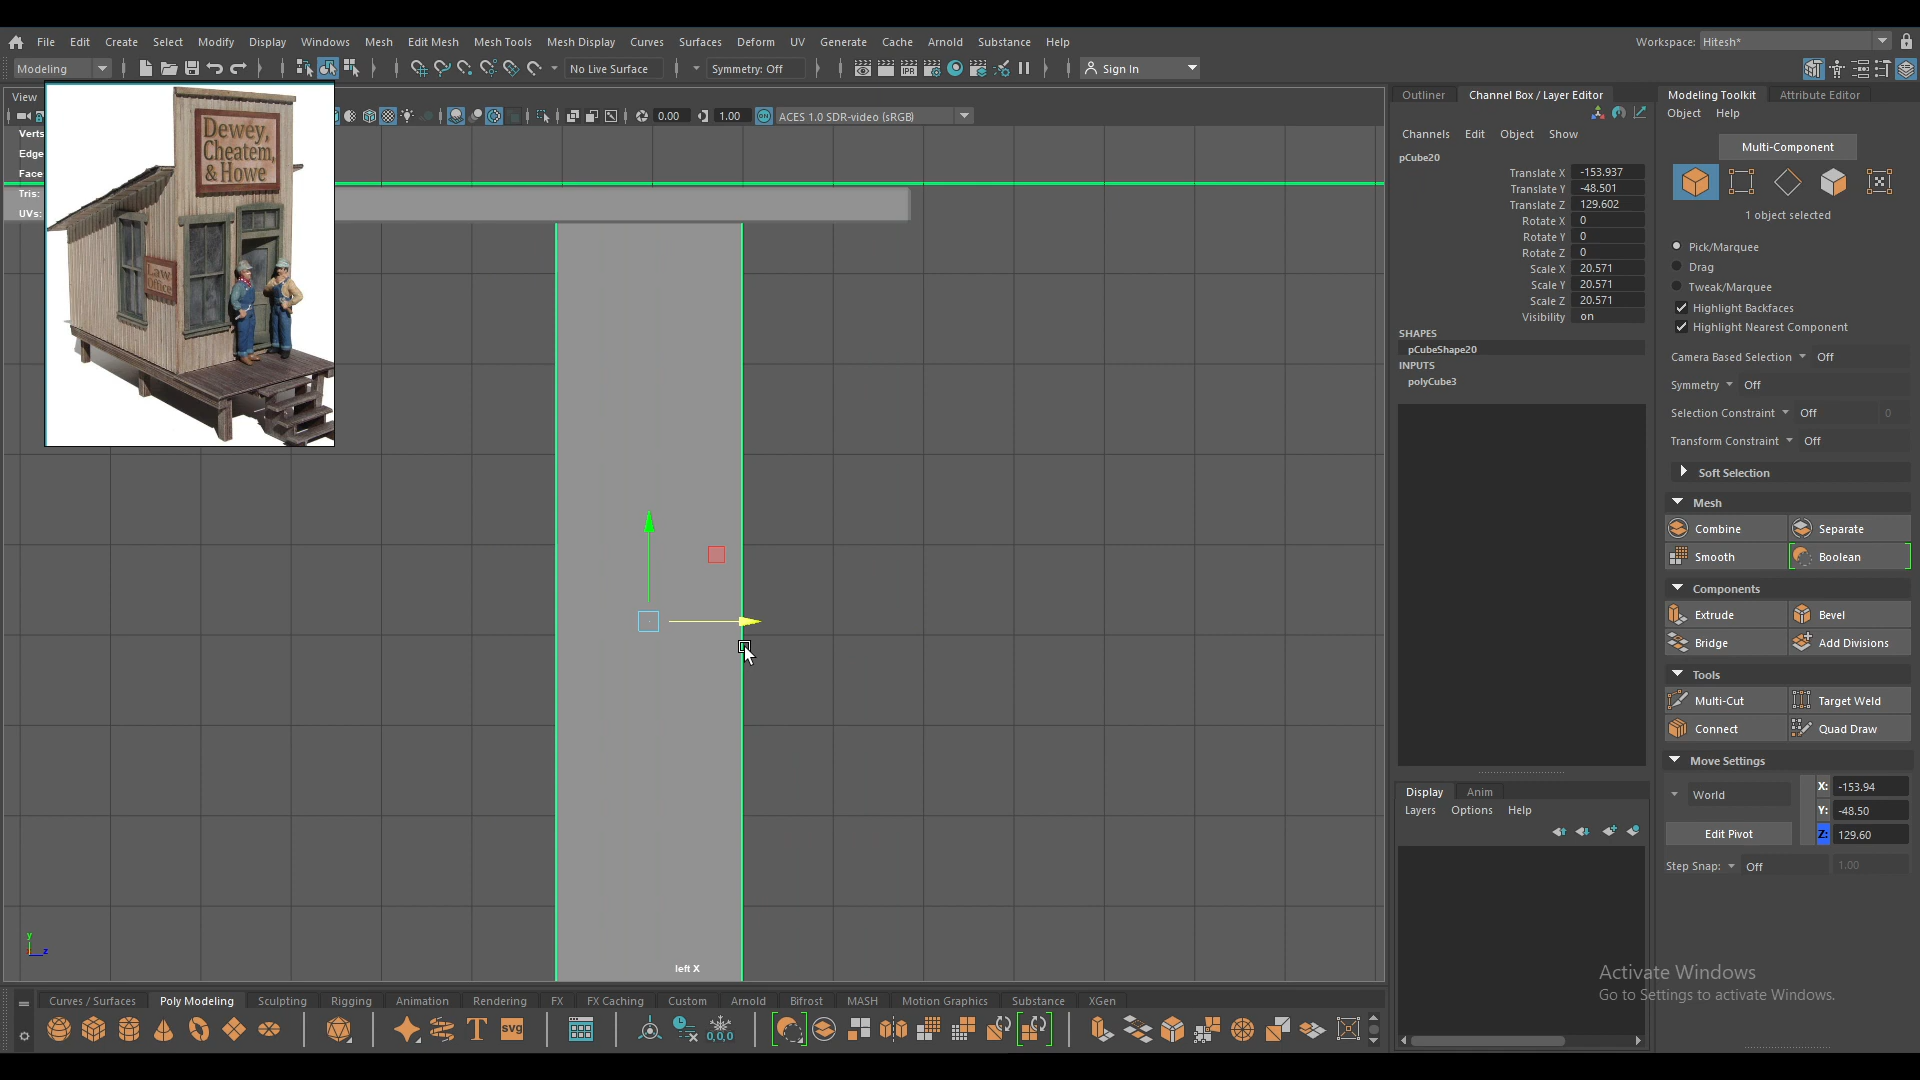 File Edit Create Select Modify Display Windows Mesh Edit Mesh Mesh Tools Mesh Display Curves Surfaces Deform UV Generate Cache Arnold Substance Help
Workspace: Hitesh*
Modeling
No Live Surface
Symmetry: Off
Sign In
View
0.00
1.00
ON
ACES 1.0 SDR-video (sRGB)
Verts
Edge
Face
Tris:
UVs:
Dewey,
Cheatem,
& Howe
Law
Office
left X
y
z
Outliner
Channel Box / Layer Editor
Channels Edit Object Show
pCube20
Translate X -153.937
Translate Y -48.501
Translate Z 129.602
Rotate X 0
Rotate Y 0
Rotate Z 0
Scale X 20.571
Scale Y 20.571
Scale Z 20.571
Visibility on
SHAPES
pCubeShape20
INPUTS
polyCube3
Display Anim
Layers Options Help
Modeling Toolkit Attribute Editor
Object Help
Multi-Component
1 object selected
Pick/Marquee
Drag
Tweak/Marquee
Highlight Backfaces
Highlight Nearest Component
Camera Based Selection Off
Symmetry Off
Selection Constraint Off 0
Transform Constraint Off
Soft Selection
Mesh
Combine Separate
Smooth Boolean
Components
Extrude Bevel
Bridge Add Divisions
Tools
Multi-Cut Target Weld
Connect Quad Draw
Move Settings
World
X: -153.94
Y: -48.50
Edit Pivot
Z: 129.60
Step Snap: Off 1.00
Activate Windows
Go to Settings to activate Windows.
Curves / Surfaces Poly Modeling Sculpting Rigging Animation Rendering FX FX Caching Custom Arnold Bifrost MASH Motion Graphics Substance XGen
svg
0,0,0